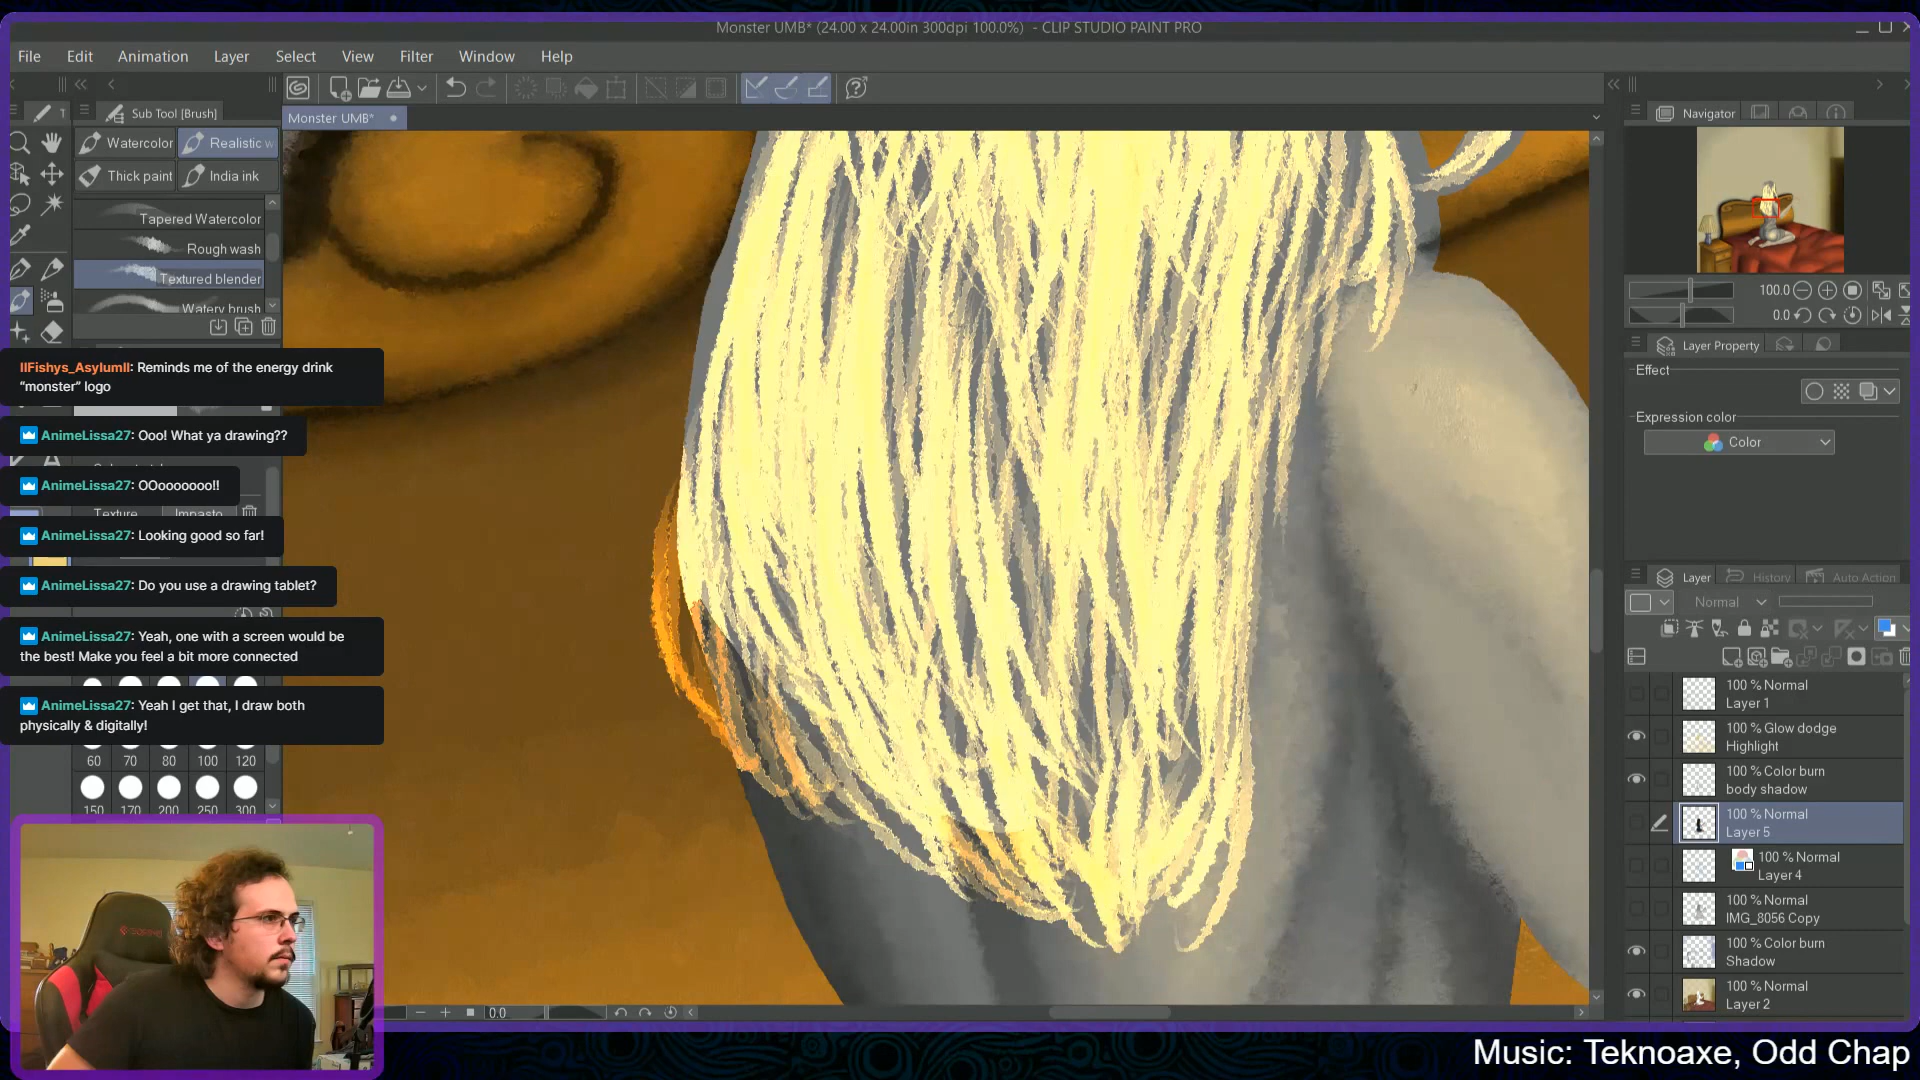 Monster UMB* (24.00 x 24.00in 300dpi 100.0%) - CLIP STUDIO PAINT PRO
File Edit Animation Layer Select View Filter Window Help
Sub Tool [Brush]
Monster UMB*
Navigator
Watercolor Realistic w
Thick paint India ink
Tapered Watercolor
Rough wash
Textured blender
Watery brush
100.0
0.0
Layer Property
Effect
Expression color
Color
IIFishys_AsylumII: Reminds me of the energy drink
“monster” logo
AnimeLissa27: Ooo! What ya drawing??
AnimeLissa27: OOooooooo!!
Texture Impasto
AnimeLissa27: Looking good so far!
AnimeLissa27: Do you use a drawing tablet?
AnimeLissa27: Yeah, one with a screen would be
the best! Make you feel a bit more connected
AnimeLissa27: Yeah I get that, I draw both
physically & digitally!
60 70 80 100 120
150 170 200 250 300
Layer History Auto Action
Normal
100 % Normal
Layer 1
100 % Glow dodge
Highlight
100 % Color burn
body shadow
100 % Normal
Layer 5
100 % Normal
Layer 4
100 % Normal
IMG_8056 Copy
100 % Color burn
Shadow
100 % Normal
Layer 2
0.0
Music: Teknoaxe, Odd Chap